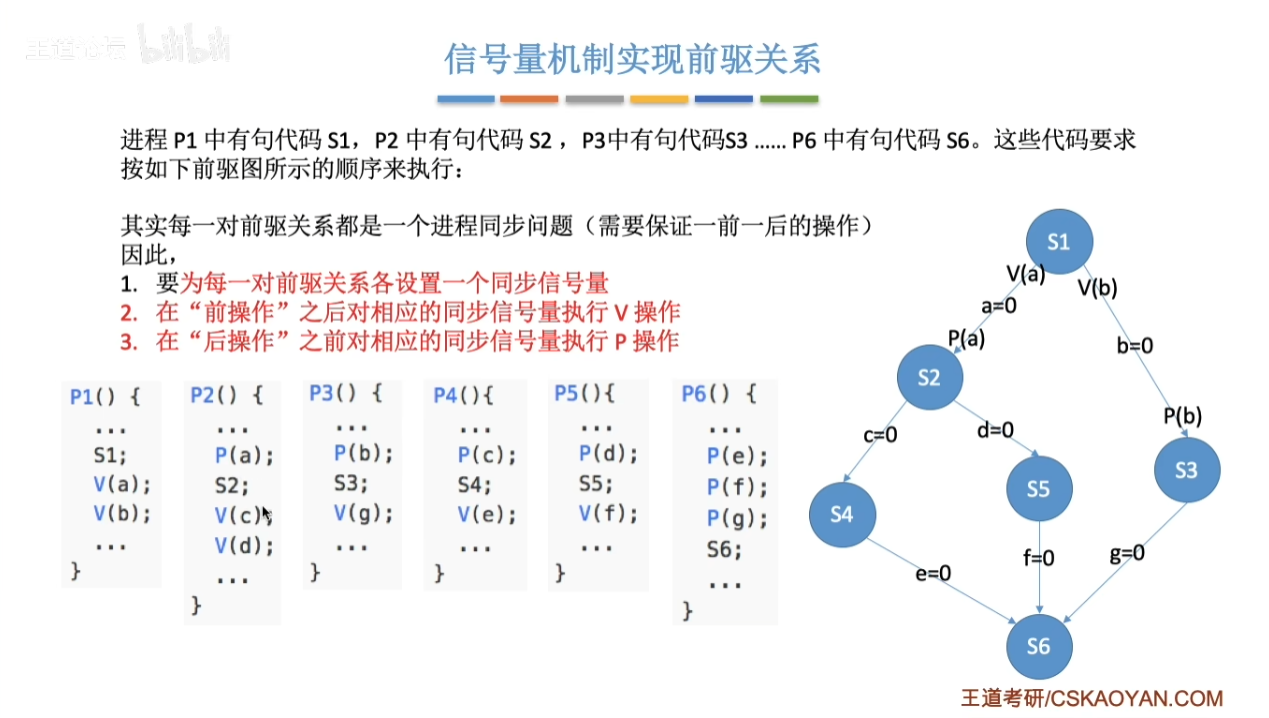 王道论坛 bilibili
信号量机制实现前驱关系
进程 P1 中有句代码 S1，P2 中有句代码 S2 ，P3中有句代码S3 …… P6 中有句代码 S6。这些代码要求
按如下前驱图所示的顺序来执行：
其实每一对前驱关系都是一个进程同步问题（需要保证一前一后的操作）
因此，
1. 要为每一对前驱关系各设置一个同步信号量
2. 在“前操作”之后对相应的同步信号量执行 V 操作
3. 在“后操作”之前对相应的同步信号量执行 P 操作
P1() {
...
S1;
V(a);
V(b);
...
}
P2() {
...
P(a);
S2;
V(c);
V(d);
...
}
P3() {
...
P(b);
S3;
V(g);
...
}
P4(){
...
P(c);
S4;
V(e);
...
}
P5(){
...
P(d);
S5;
V(f);
...
}
P6() {
...
P(e);
P(f);
P(g);
S6;
...
}
S1
V(a)
V(b)
a=0
P(a)
b=0
S2
P(b)
c=0
d=0
S3
S5
S4
f=0
g=0
e=0
S6
王道考研/CSKAOYAN.COM